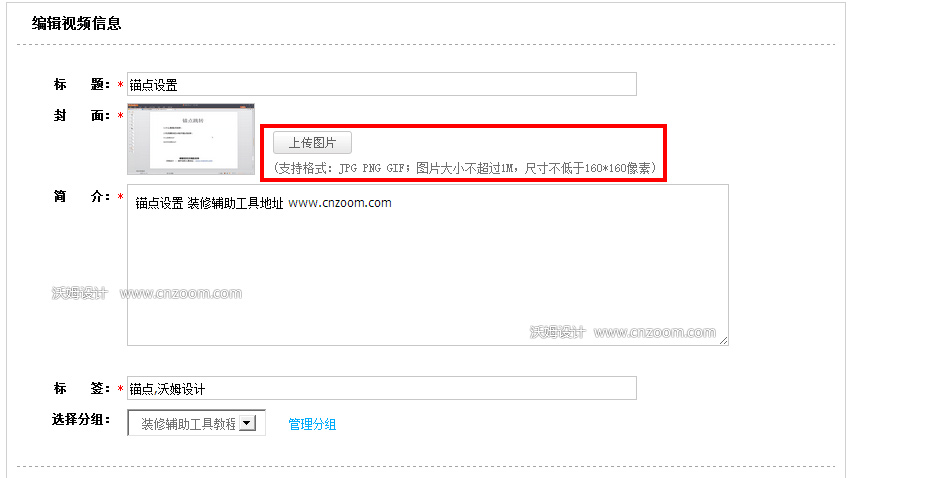 编辑视频信息
标 题：* 锚点设置
封 面：*
锚点跳转
上传图片
(支持格式：JPG PNG GIF；图片大小不超过1M，尺寸不低于160*160像素)
简 介：* 锚点设置 装修辅助工具地址 www.cnzoom.com
沃姆设计 www.cnzoom.com
沃姆设计 www.cnzoom.com
标 签：* 锚点,沃姆设计
选择分组： 装修辅助工具教程 管理分组